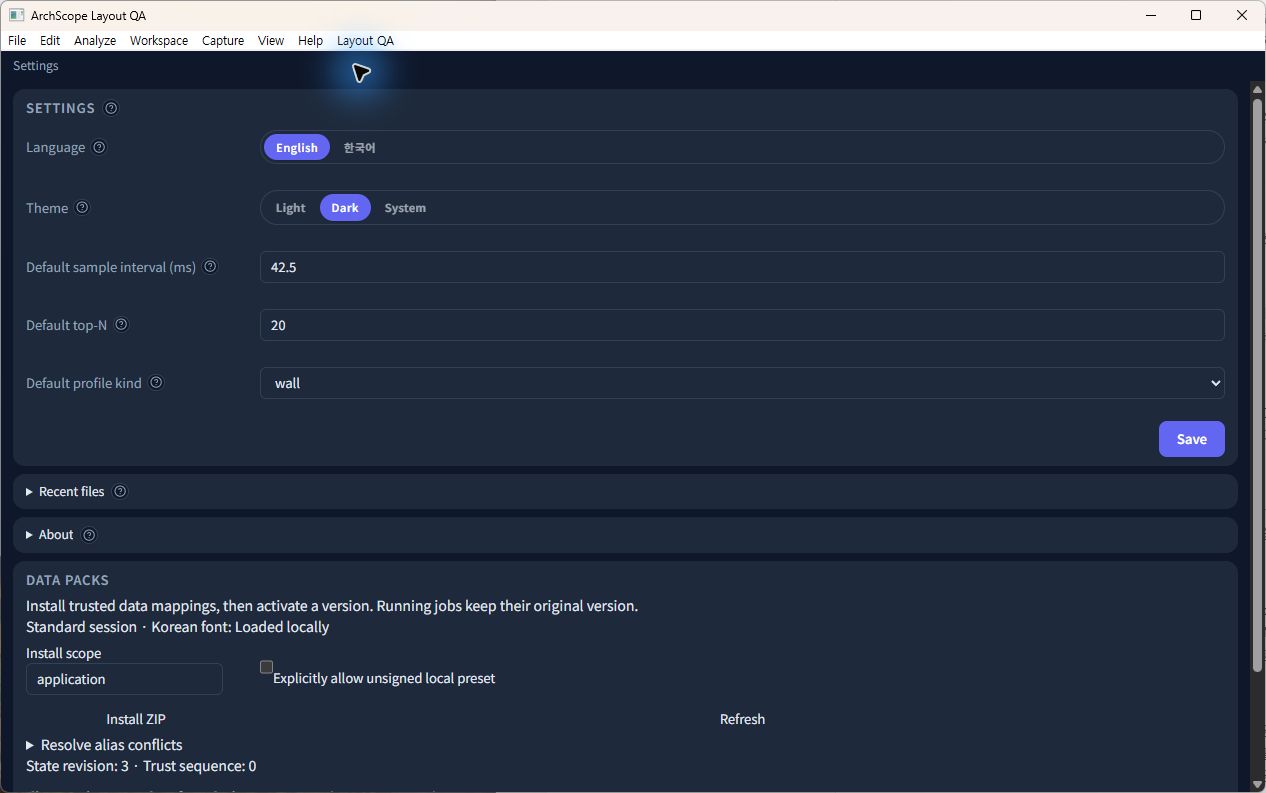 ArchScope Layout QA
File Edit Analyze Workspace Capture View Help Layout QA
Settings
SETTINGS
Language English 한국어
Theme Light Dark System
Default sample interval (ms) 42.5
Default top-N 20
Default profile kind wall
Save
Recent files
About
DATA PACKS
Install trusted data mappings, then activate a version. Running jobs keep their original version.
Standard session · Korean font: Loaded locally
Install scope
application
Explicitly allow unsigned local preset
Install ZIP Refresh
Resolve alias conflicts
State revision: 3 · Trust sequence: 0